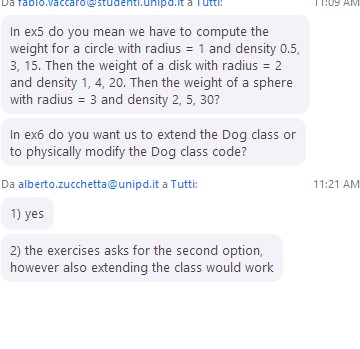 Da fabio.vaccaro@studenti.unipd.it a Tutti: 11:09 AM
In ex5 do you mean we have to compute the
weight for a circle with radius = 1 and density 0.5,
3, 15. Then the weight of a disk with radius = 2
and density 1, 4, 20. Then the weight of a sphere
with radius = 3 and density 2, 5, 30?
In ex6 do you want us to extend the Dog class or
to physically modify the Dog class code?
Da alberto.zucchetta@unipd.it a Tutti: 11:21 AM
1) yes
2) the exercises asks for the second option,
however also extending the class would work